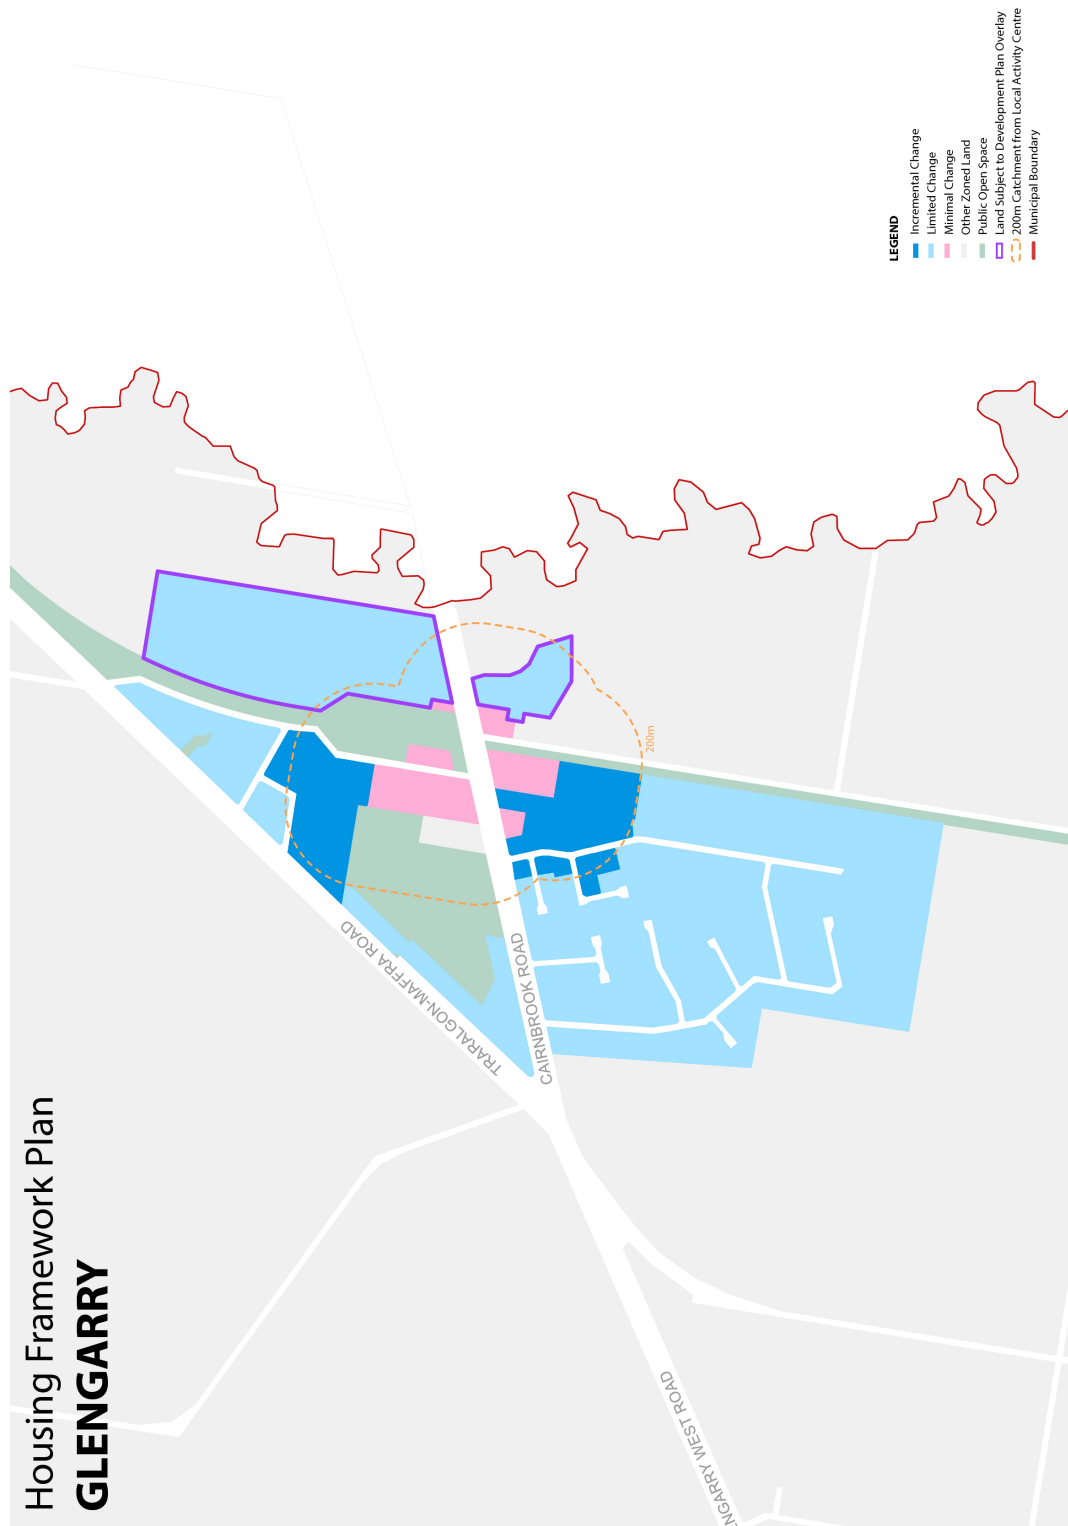 Housing Framework Plan
GLENGARRY
TRARALGON-MAFFRA ROAD
CAIRNBROOK ROAD
NGARRY WEST ROAD
200m
LEGEND
Incremental Change
Limited Change
Minimal Change
Other Zoned Land
Public Open Space
Land Subject to Development Plan Overlay
200m Catchment from Local Activity Centre
Municipal Boundary